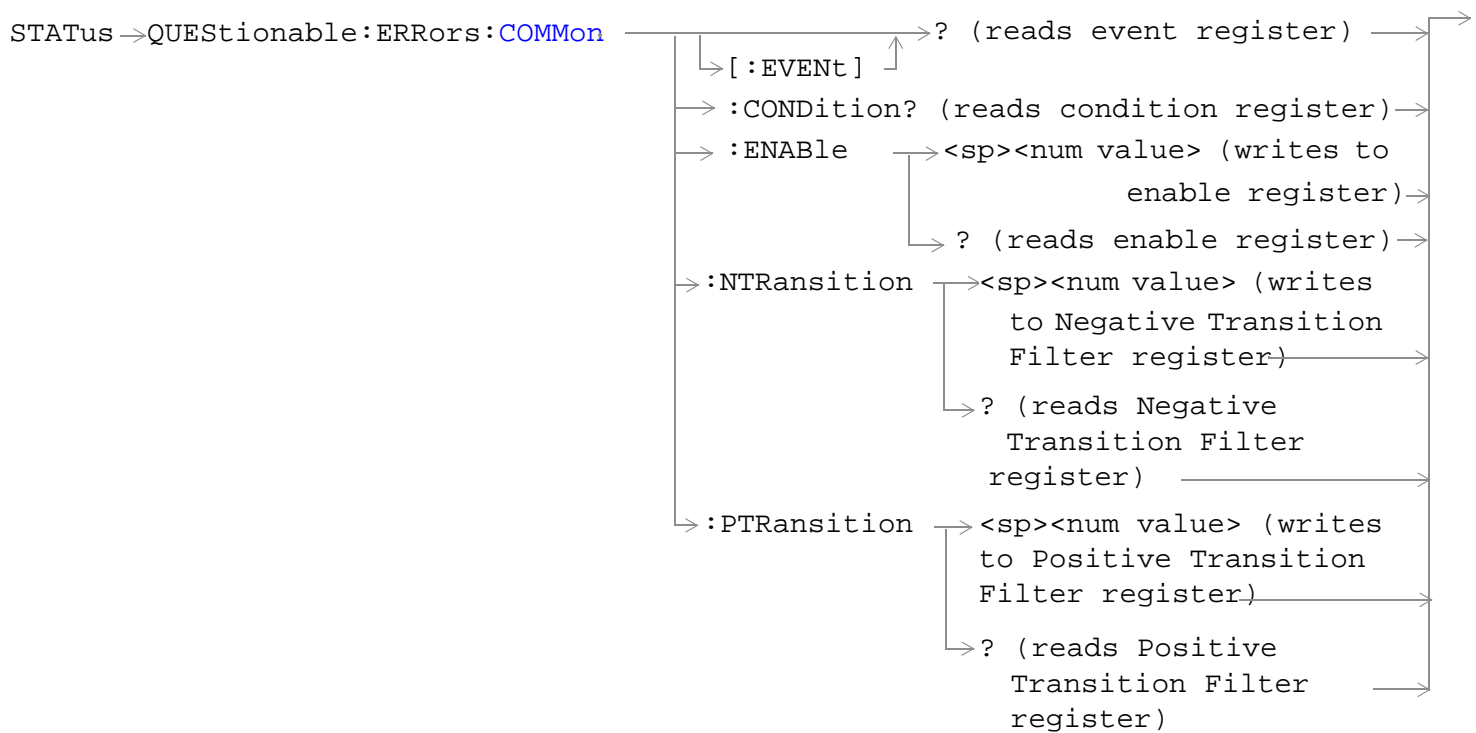 STATus QUEStionable:ERRors:COMMon ? (reads event register)
[:EVENt]
:CONDition? (reads condition register)
:ENABle <sp><num value> (writes to
enable register)
? (reads enable register)
:NTRansition <sp><num value> (writes
to Negative Transition
Filter register)
? (reads Negative
Transition Filter
register)
:PTRansition <sp><num value> (writes
to Positive Transition
Filter register)
? (reads Positive
Transition Filter
register)